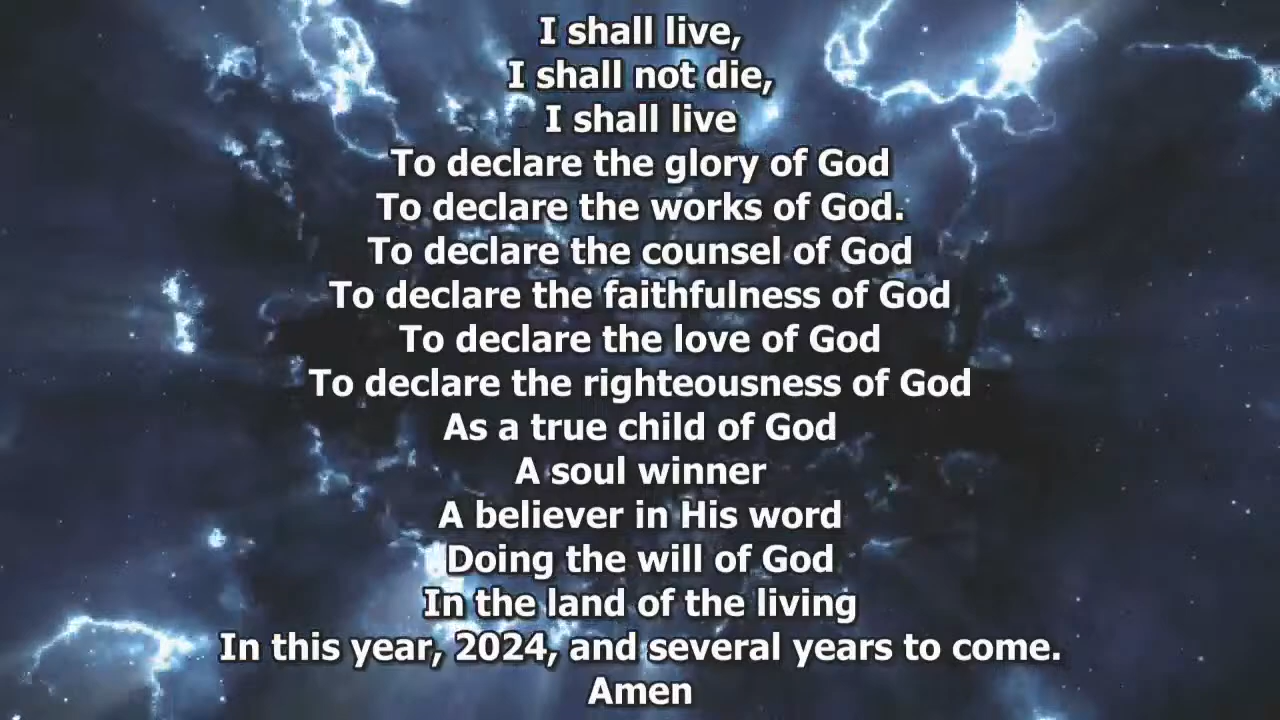 I shall live,
I shall not die,
I shall live
To declare the glory of God
To declare the works of God.
To declare the counsel of God
To declare the faithfulness of God
To declare the love of God
To declare the righteousness of God
As a true child of God
A soul winner
A believer in His word
Doing the will of God
In the land of the living
In this year, 2024, and several years to come.
Amen